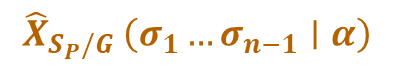 X̂_{S_P/G} (σ_1 … σ_{n−1} | α)